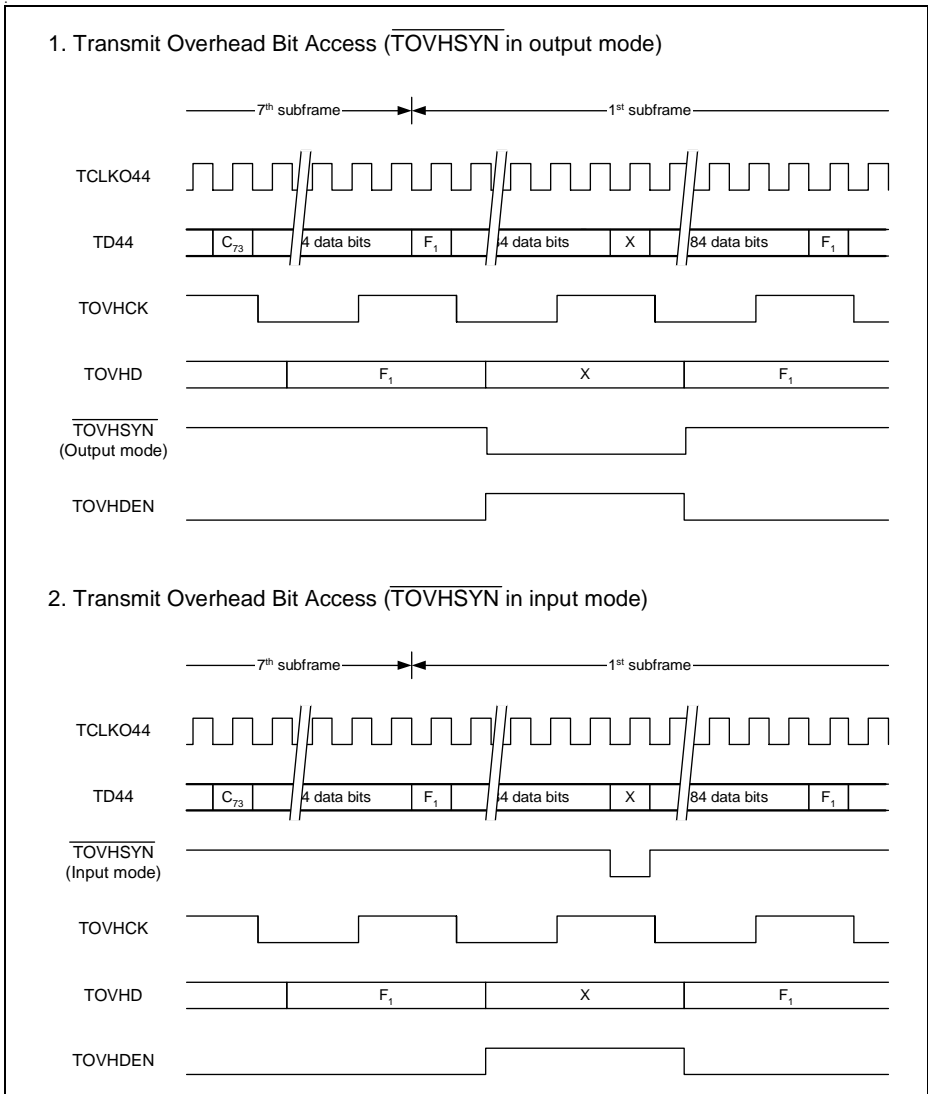 1. Transmit Overhead Bit Access (TOVHSYN in output mode)
7th subframe
1st subframe
TCLKO44
TD44
C73
4 data bits
F1
4 data bits
X
84 data bits
F1
TOVHCK
TOVHD
F1
X
F1
TOVHSYN
(Output mode)
TOVHDEN
2. Transmit Overhead Bit Access (TOVHSYN in input mode)
7th subframe
1st subframe
TCLKO44
TD44
C73
4 data bits
F1
4 data bits
X
84 data bits
F1
TOVHSYN
(Input mode)
TOVHCK
TOVHD
F1
X
F1
TOVHDEN